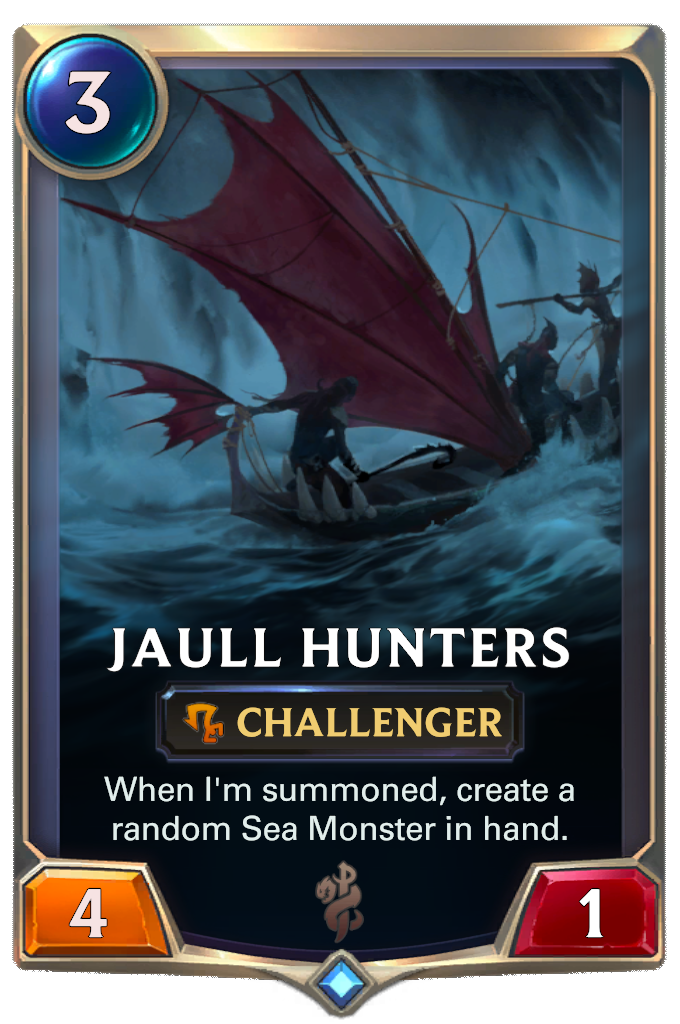 3
JAULL HUNTERS
CHALLENGER
When I'm summoned, create a
random Sea Monster in hand.
4 1